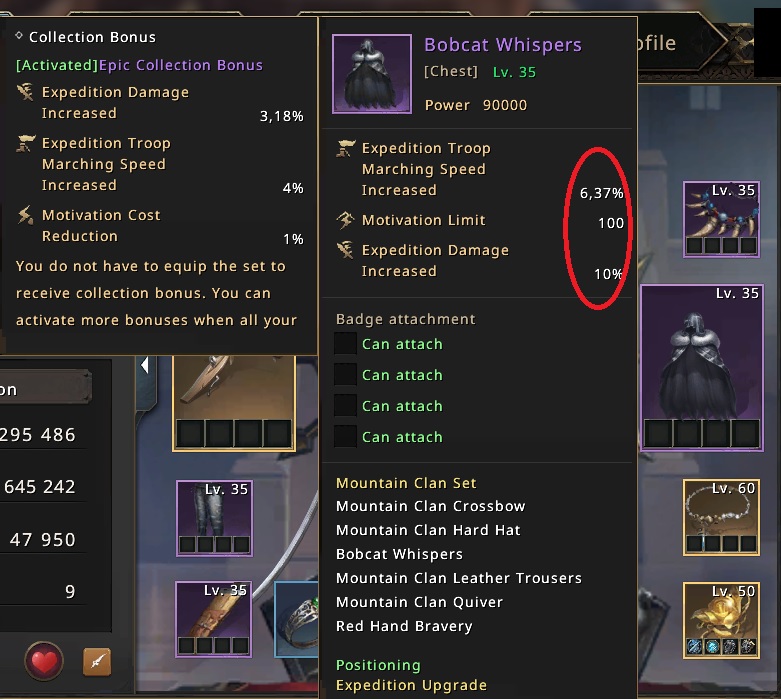 Collection Bonus
[Activated]Epic Collection Bonus
Expedition Damage
Increased 3,18%
Expedition Troop
Marching Speed
Increased 4%
Motivation Cost
Reduction 1%
You do not have to equip the set to
receive collection bonus. You can
activate more bonuses when all your
on
295 486
645 242
47 950
9
Bobcat Whispers
[Chest] Lv. 35
Power 90000
Expedition Troop
Marching Speed
Increased 6,37%
Motivation Limit 100
Expedition Damage
Increased 10%
Badge attachment
Can attach
Can attach
Can attach
Can attach
Mountain Clan Set
Mountain Clan Crossbow
Mountain Clan Hard Hat
Bobcat Whispers
Mountain Clan Leather Trousers
Mountain Clan Quiver
Red Hand Bravery
Positioning
Expedition Upgrade
ofile
Lv. 35
Lv. 35
Lv. 35
Lv. 60
Lv. 35
Lv. 50